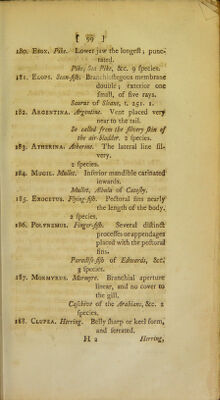 [ 99 ]
180. ESOX. Pike. Lower jaw the longest; punc-
tated.
Pike, Sea Pike, &c. 9 species.
181. ELOPS. Sean-fish. Branchiostegous membrane
double; exterior one
small, of five rays.
Saurus of Sloane, t. 251. 1.
182. ARGENTINA. Argentine. Vent placed very
near to the tail.
So called from the silvery skin of
the air-bladder. 2 species.
183. ATHERINA. Atherine. The lateral line sil-
very.
2 species.
184. MUGIL. Mullet. Inferior mandible carinated
inwards.
Mullet, Albula of Catesby.
185. EXOCETUS. Flying-fish. Pectoral fins nearly
the length of the body.
2 species.
186. POLYNEMUS. Finger-fish. Several distinct
processes or appendages
placed with the pectoral
fins.
Paradise-fish of Edwards, &c.
3 species.
187. MORMYRUS. Mormyre. Branchial aperture
linear, and no cover to
the gill.
Caschive of the Arabians, &c. 2
species.
188. CLUPEA. Herring. Belly sharp or keel form,
and serrated.
H 2 Herring,